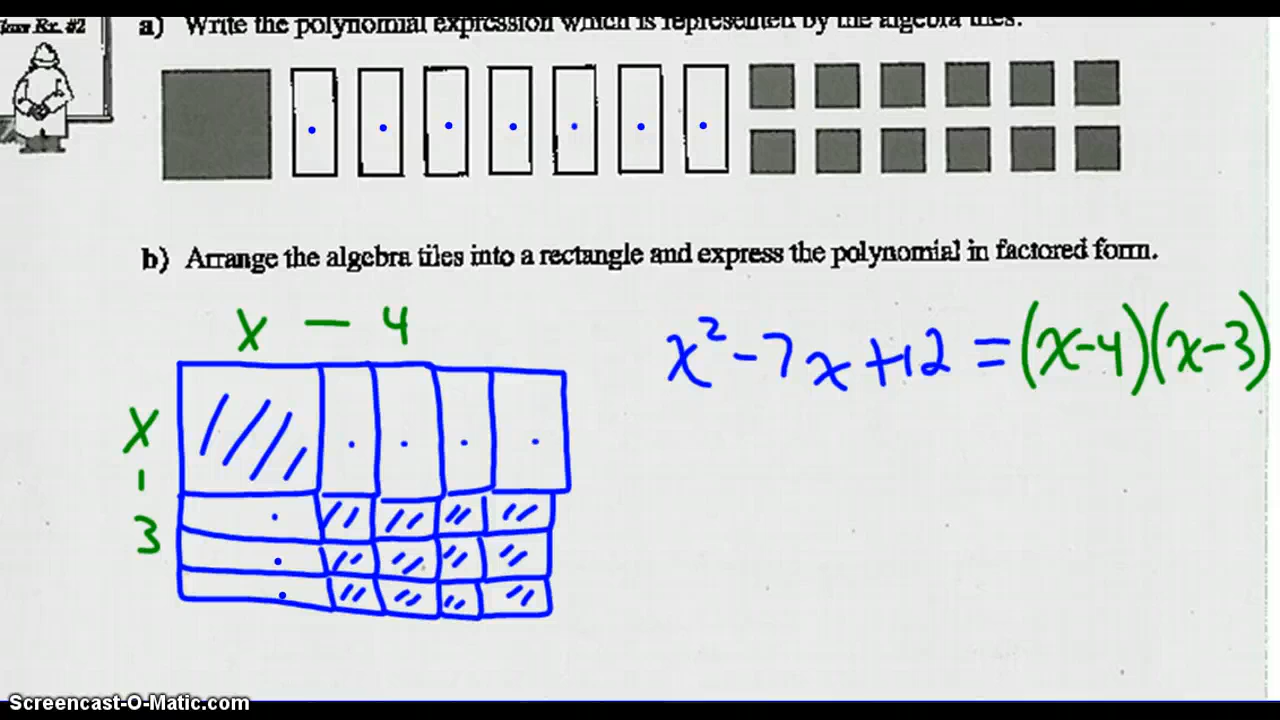 a) Write the polynomial expression which is represented by the algebra tiles.
b) Arrange the algebra tiles into a rectangle and express the polynomial in factored form.
x - 4
x² - 7x + 12 = (x-4)(x-3)
x
|
3
Screencast-O-Matic.com